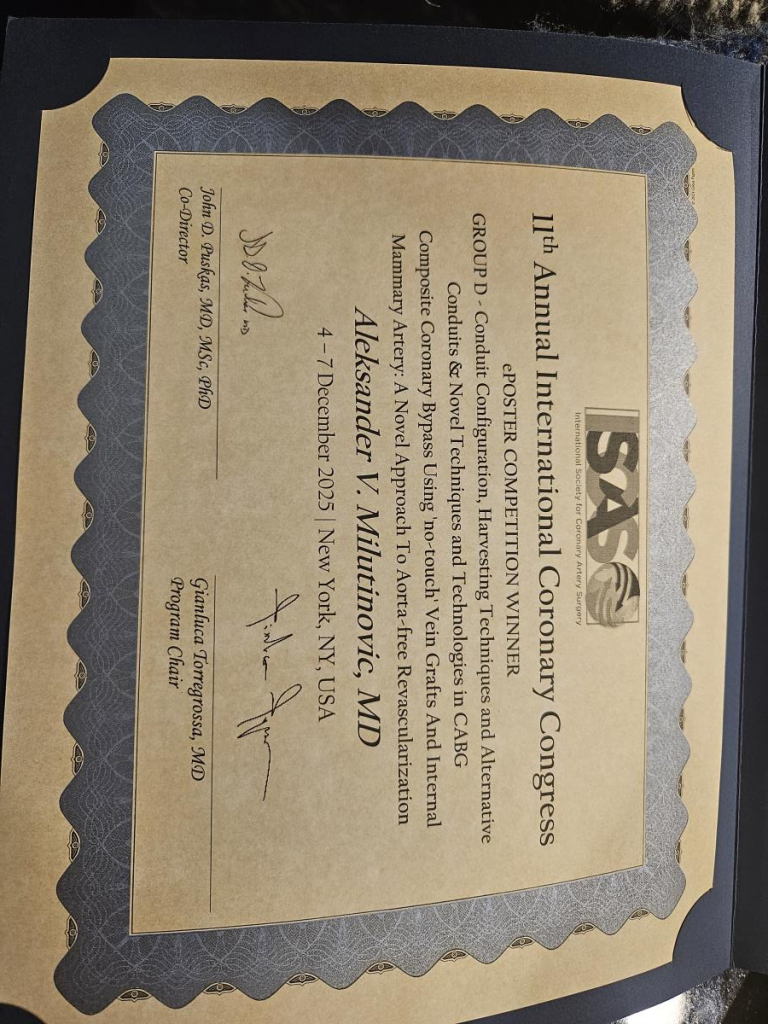 ISCAS
International Society for Coronary Artery Surgery
11th Annual International Coronary Congress
ePOSTER COMPETITION WINNER
GROUP D - Conduit Configuration, Harvesting Techniques and Alternative
Conduits & Novel Techniques and Technologies in CABG
Composite Coronary Bypass Using 'no-touch' Vein Grafts And Internal
Mammary Artery: A Novel Approach To Aorta-free Revascularization
Aleksander V. Milutinovic, MD
4 – 7 December 2025 | New York, NY, USA
John D. Puskas, MD, MSc, PhD
Co-Director
Gianluca Torregrossa, MD
Program Chair